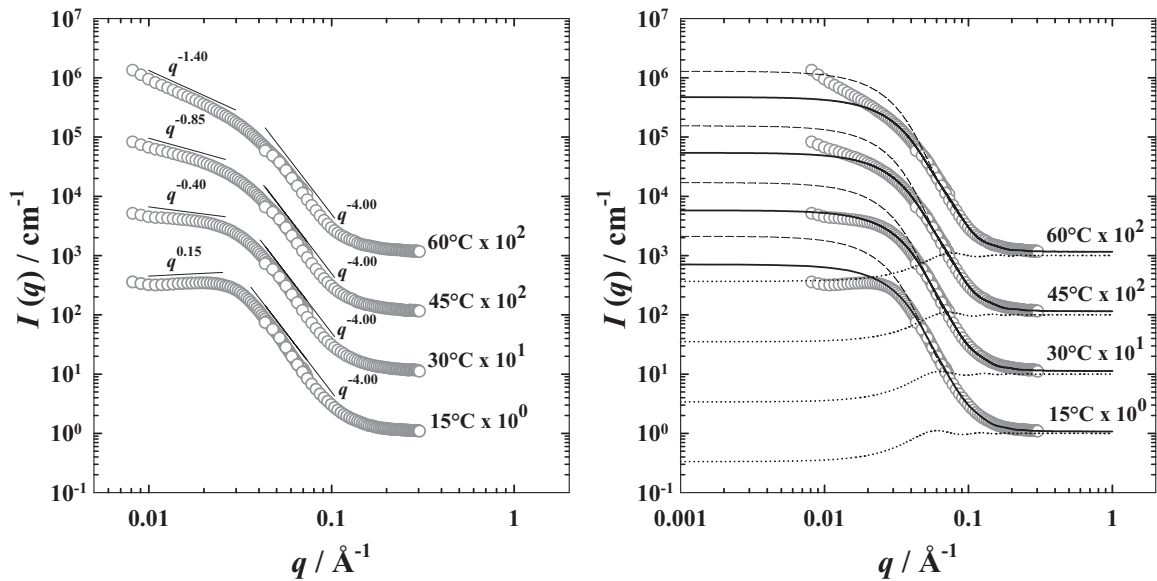 10^7
10^6
10^5
10^4
10^3
10^2
10^1
10^0
10^-1
I (q) / cm^-1
q^-1.40
q^-0.85
q^-0.40
q^0.15
q^-4.00
60°C x 10^2
q^-4.00
45°C x 10^2
q^-4.00
30°C x 10^1
q^-4.00
15°C x 10^0
0.01 0.1 1
q / Å^-1
10^7
10^6
10^5
10^4
10^3
10^2
10^1
10^0
10^-1
I (q) / cm^-1
60°C x 10^2
45°C x 10^2
30°C x 10^1
15°C x 10^0
0.001 0.01 0.1 1
q / Å^-1